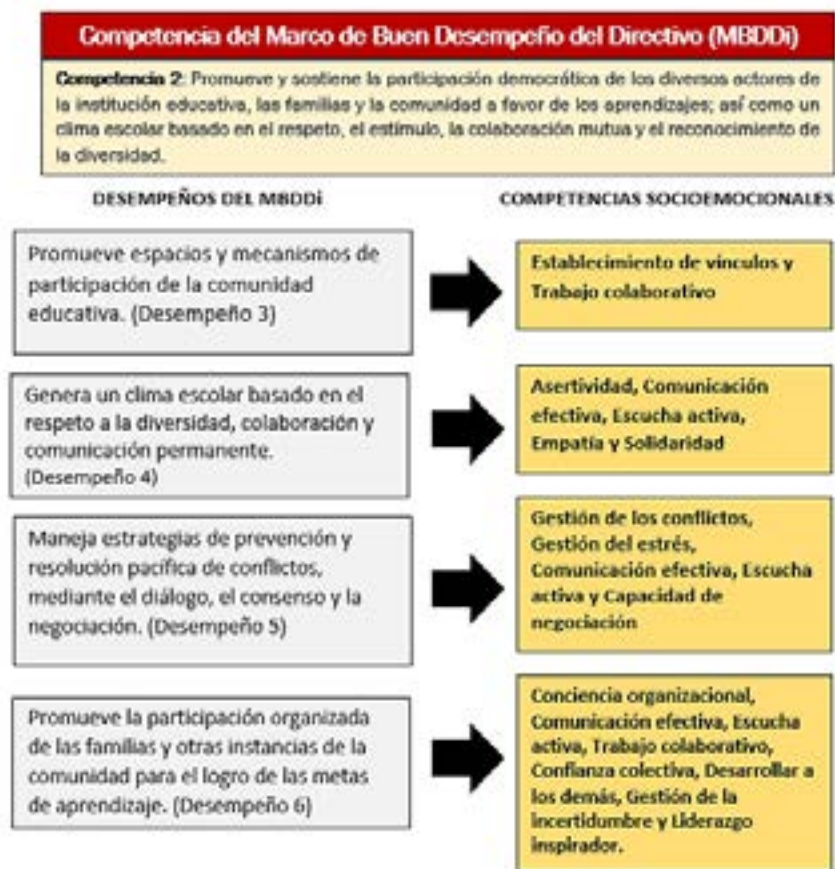 Competencia del Marco de Buen Desempeño del Directivo (MBDDi)
Competencia 2: Promueve y sostiene la participación democrática de los diversos actores de
la institución educativa, las familias y la comunidad a favor de los aprendizajes; así como un
clima escolar basado en el respeto, el estímulo, la colaboración mutua y el reconocimiento de
la diversidad.
DESEMPEÑOS DEL MBDDi
COMPETENCIAS SOCIOEMOCIONALES
Promueve espacios y mecanismos de
participación de la comunidad
educativa. (Desempeño 3)
Establecimiento de vínculos y
Trabajo colaborativo
Genera un clima escolar basado en el
respeto a la diversidad, colaboración y
comunicación permanente.
(Desempeño 4)
Asertividad, Comunicación
efectiva, Escucha activa,
Empatía y Solidaridad
Maneja estrategias de prevención y
resolución pacífica de conflictos,
mediante el diálogo, el consenso y la
negociación. (Desempeño 5)
Gestión de los conflictos,
Gestión del estrés,
Comunicación efectiva, Escucha
activa y Capacidad de
negociación
Promueve la participación organizada
de las familias y otras instancias de la
comunidad para el logro de las metas
de aprendizaje. (Desempeño 6)
Conciencia organizacional,
Comunicación efectiva, Escucha
activa, Trabajo colaborativo,
Confianza colectiva, Desarrollar a
los demás, Gestión de la
incertidumbre y Liderazgo
inspirador.